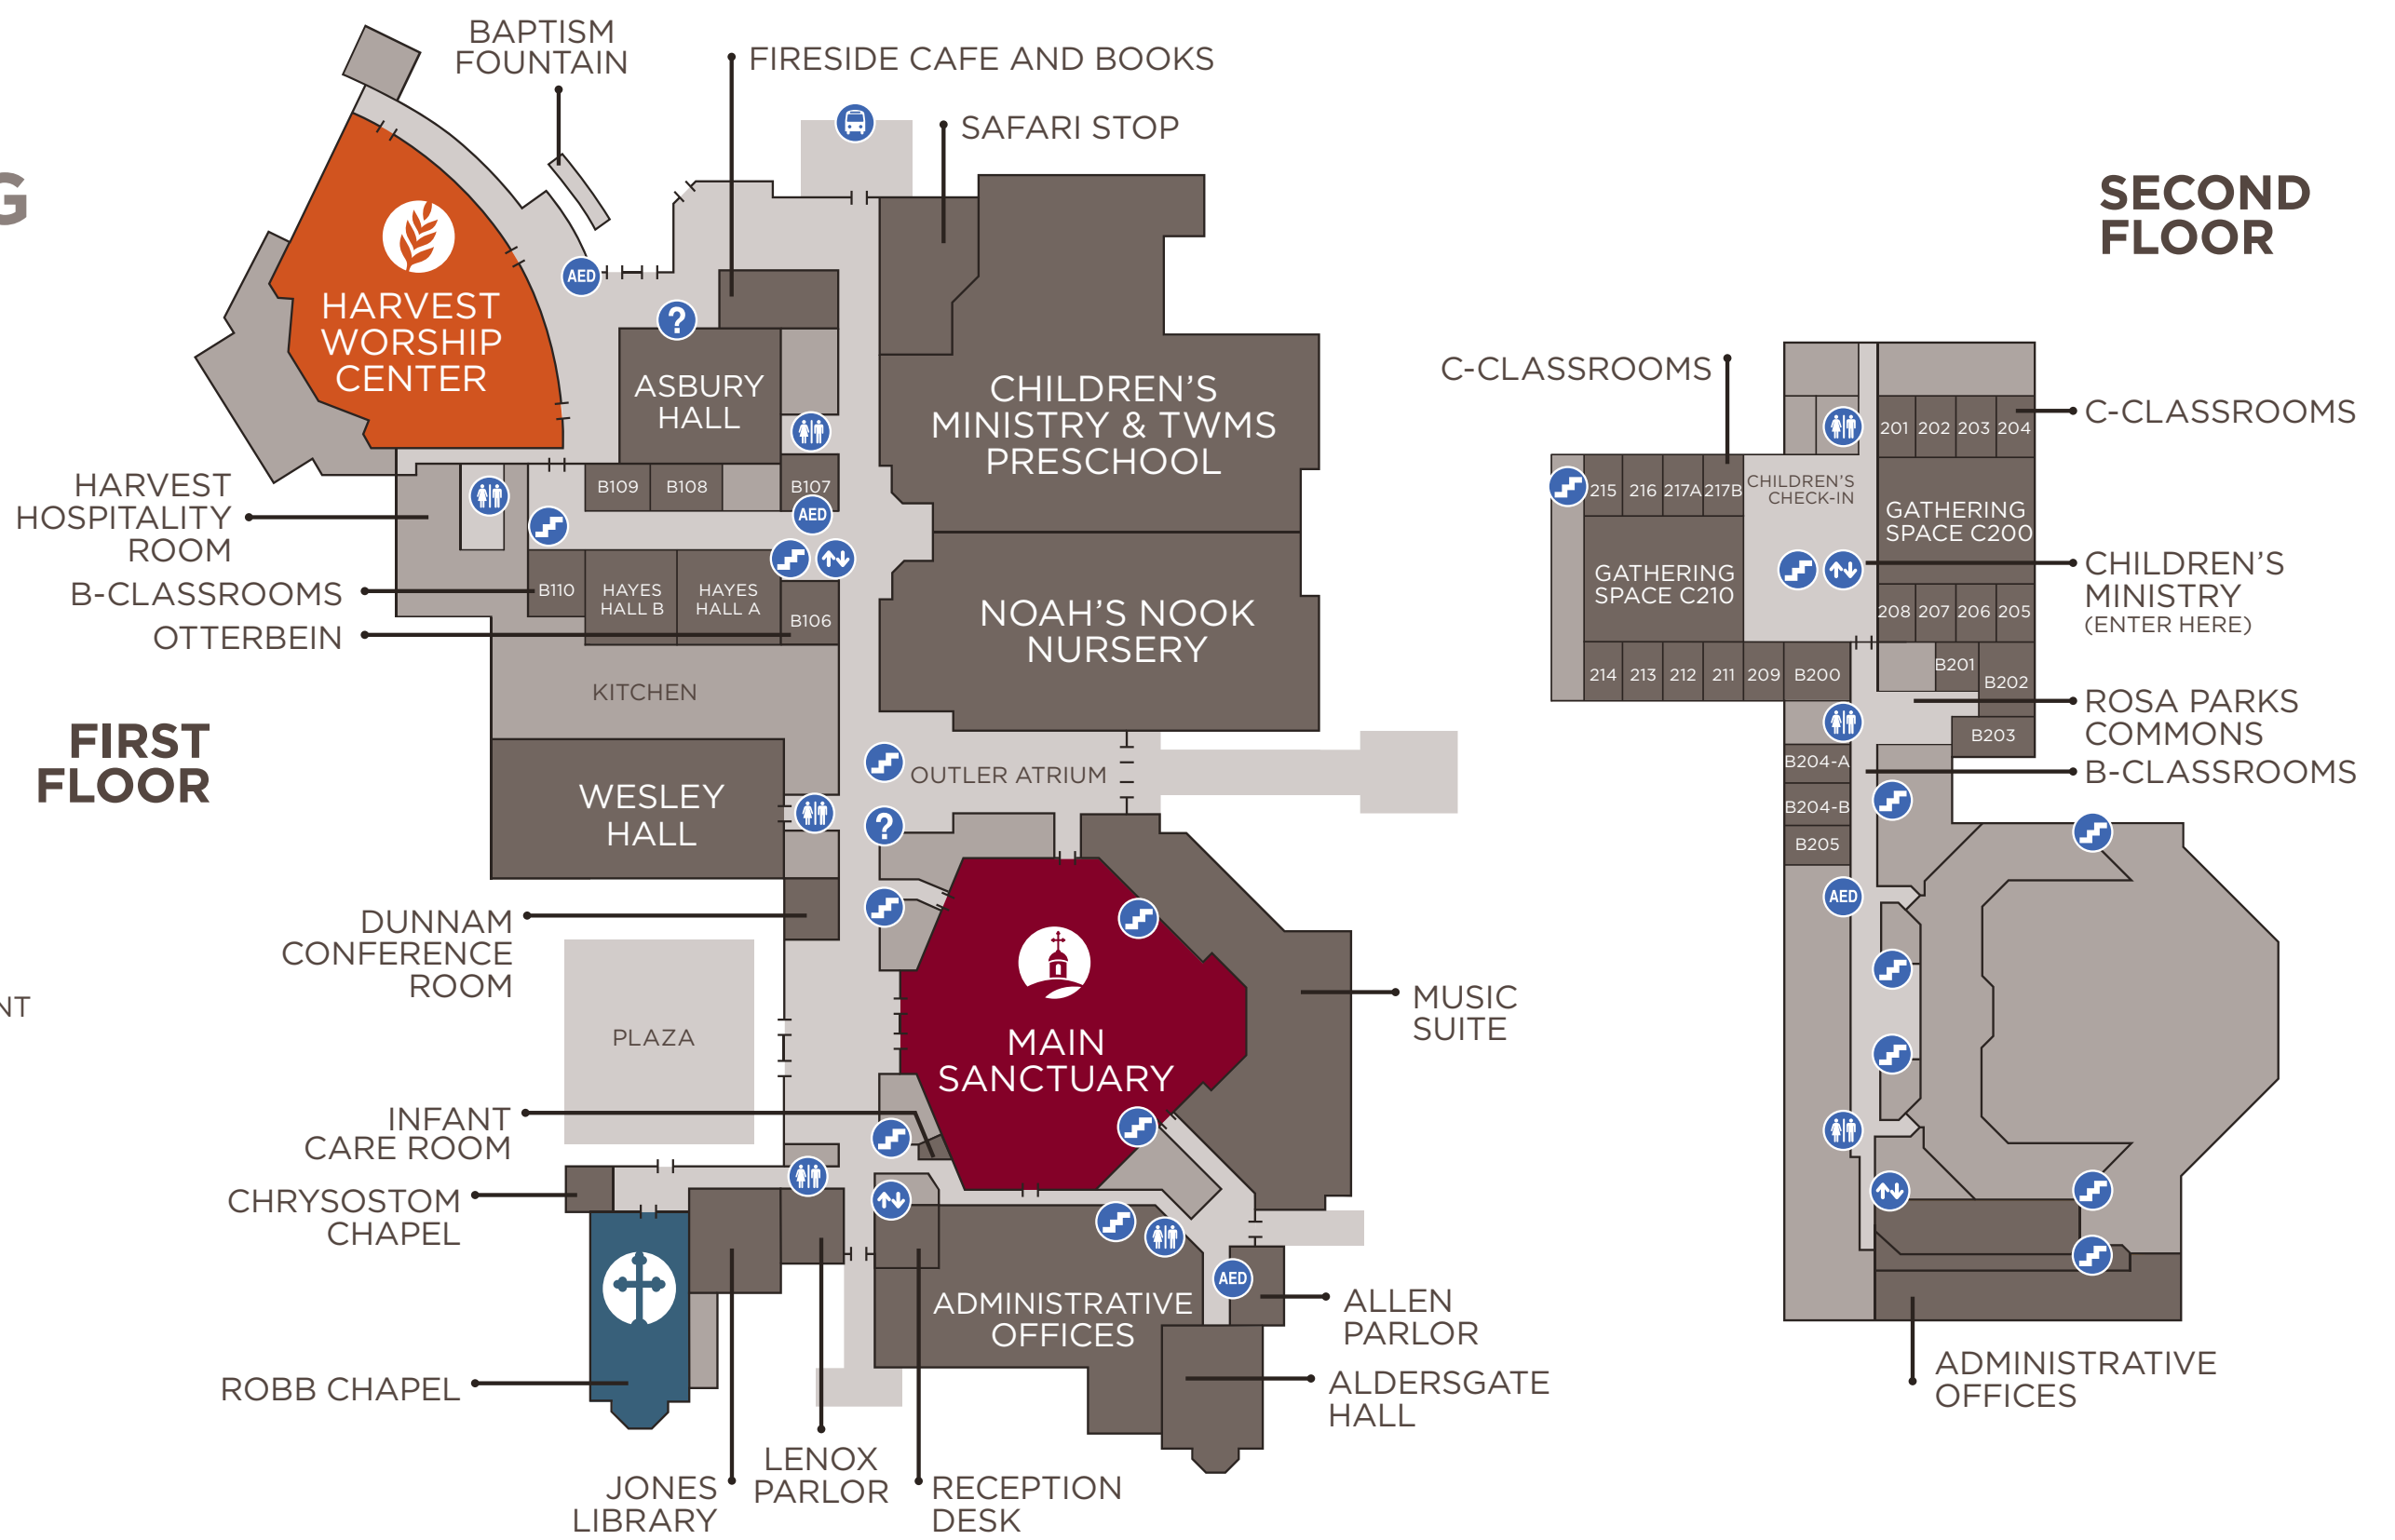 G
BAPTISM
FOUNTAIN
FIRESIDE CAFE AND BOOKS
SAFARI STOP
HARVEST
WORSHIP
CENTER
AED
?
ASBURY
HALL
CHILDREN'S
MINISTRY & TWMS
PRESCHOOL
HARVEST
HOSPITALITY
ROOM
B109
B108
B107
AED
B-CLASSROOMS
B110
HAYES
HALL B
HAYES
HALL A
B106
OTTERBEIN
NOAH'S NOOK
NURSERY
KITCHEN
FIRST
FLOOR
WESLEY
HALL
OUTLER ATRIUM
?
DUNNAM
CONFERENCE
ROOM
NT
PLAZA
MAIN
SANCTUARY
MUSIC
SUITE
INFANT
CARE ROOM
CHRYSOSTOM
CHAPEL
ROBB CHAPEL
ADMINISTRATIVE
OFFICES
AED
ALLEN
PARLOR
ALDERSGATE
HALL
JONES
LIBRARY
LENOX
PARLOR
RECEPTION
DESK
SECOND
FLOOR
C-CLASSROOMS
C-CLASSROOMS
201
202
203
204
215
216
217A
217B
CHILDREN'S
CHECK-IN
GATHERING
SPACE C200
GATHERING
SPACE C210
CHILDREN'S
MINISTRY
(ENTER HERE)
208
207
206
205
214
213
212
211
209
B200
B201
B202
ROSA PARKS
COMMONS
B203
B204-A
B-CLASSROOMS
B204-B
B205
AED
ADMINISTRATIVE
OFFICES